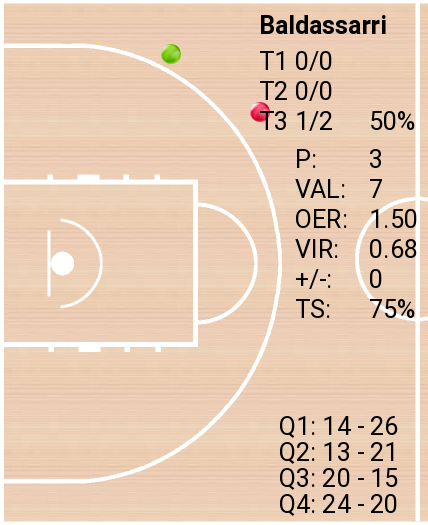 Baldassarri
T1 0/0
T2 0/0
T3 1/2 50%
P: 3
VAL: 7
OER: 1.50
VIR: 0.68
+/-: 0
TS: 75%
Q1: 14 - 26
Q2: 13 - 21
Q3: 20 - 15
Q4: 24 - 20